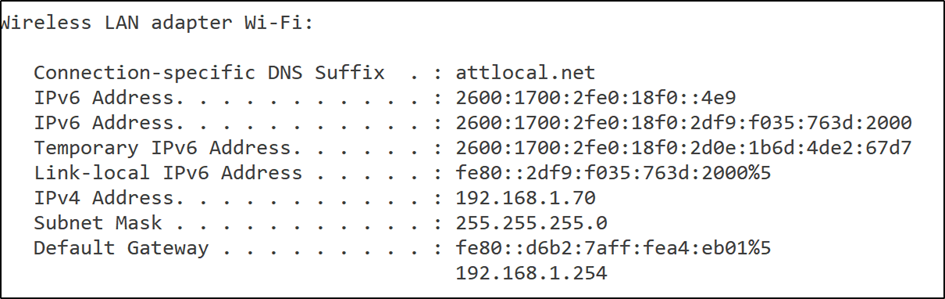 Wireless LAN adapter Wi-Fi:
Connection-specific DNS Suffix . : attlocal.net
IPv6 Address. . . . . . . . . . . : 2600:1700:2fe0:18f0::4e9
IPv6 Address. . . . . . . . . . . : 2600:1700:2fe0:18f0:2df9:f035:763d:2000
Temporary IPv6 Address. . . . . . : 2600:1700:2fe0:18f0:2d0e:1b6d:4de2:67d7
Link-local IPv6 Address . . . . . : fe80::2df9:f035:763d:2000%5
IPv4 Address. . . . . . . . . . . : 192.168.1.70
Subnet Mask . . . . . . . . . . . : 255.255.255.0
Default Gateway . . . . . . . . . : fe80::d6b2:7aff:fea4:eb01%5
192.168.1.254